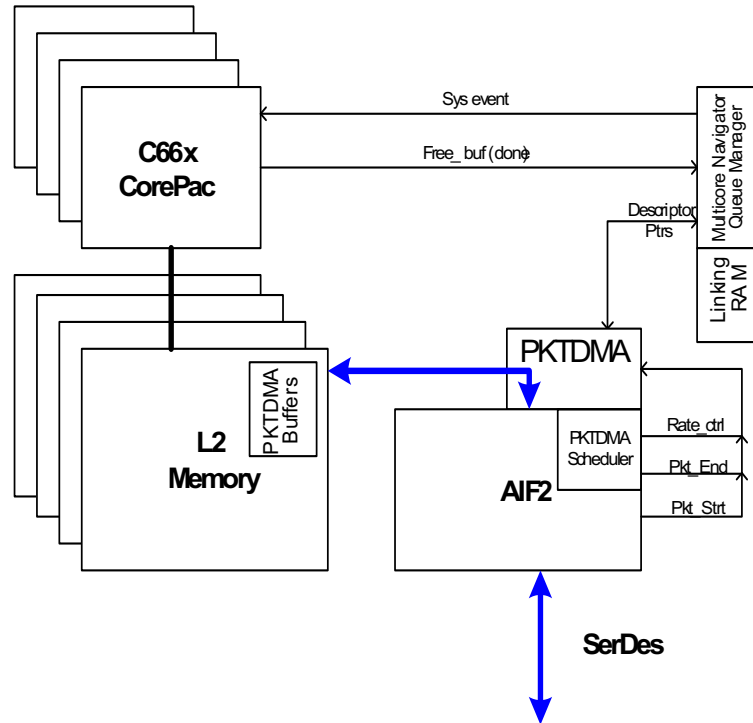 Sys event
C66x
CorePac
Free_buf (done)
Multicore Navigator
Queue Manager
Descriptor
Ptrs
Linking
RAM
PKTDMA
PKTDMA
Buffers
L2
Memory
PKTDMA
Scheduler
Rate_ctrl
Pkt_End
AIF2
Pkt_Strt
SerDes